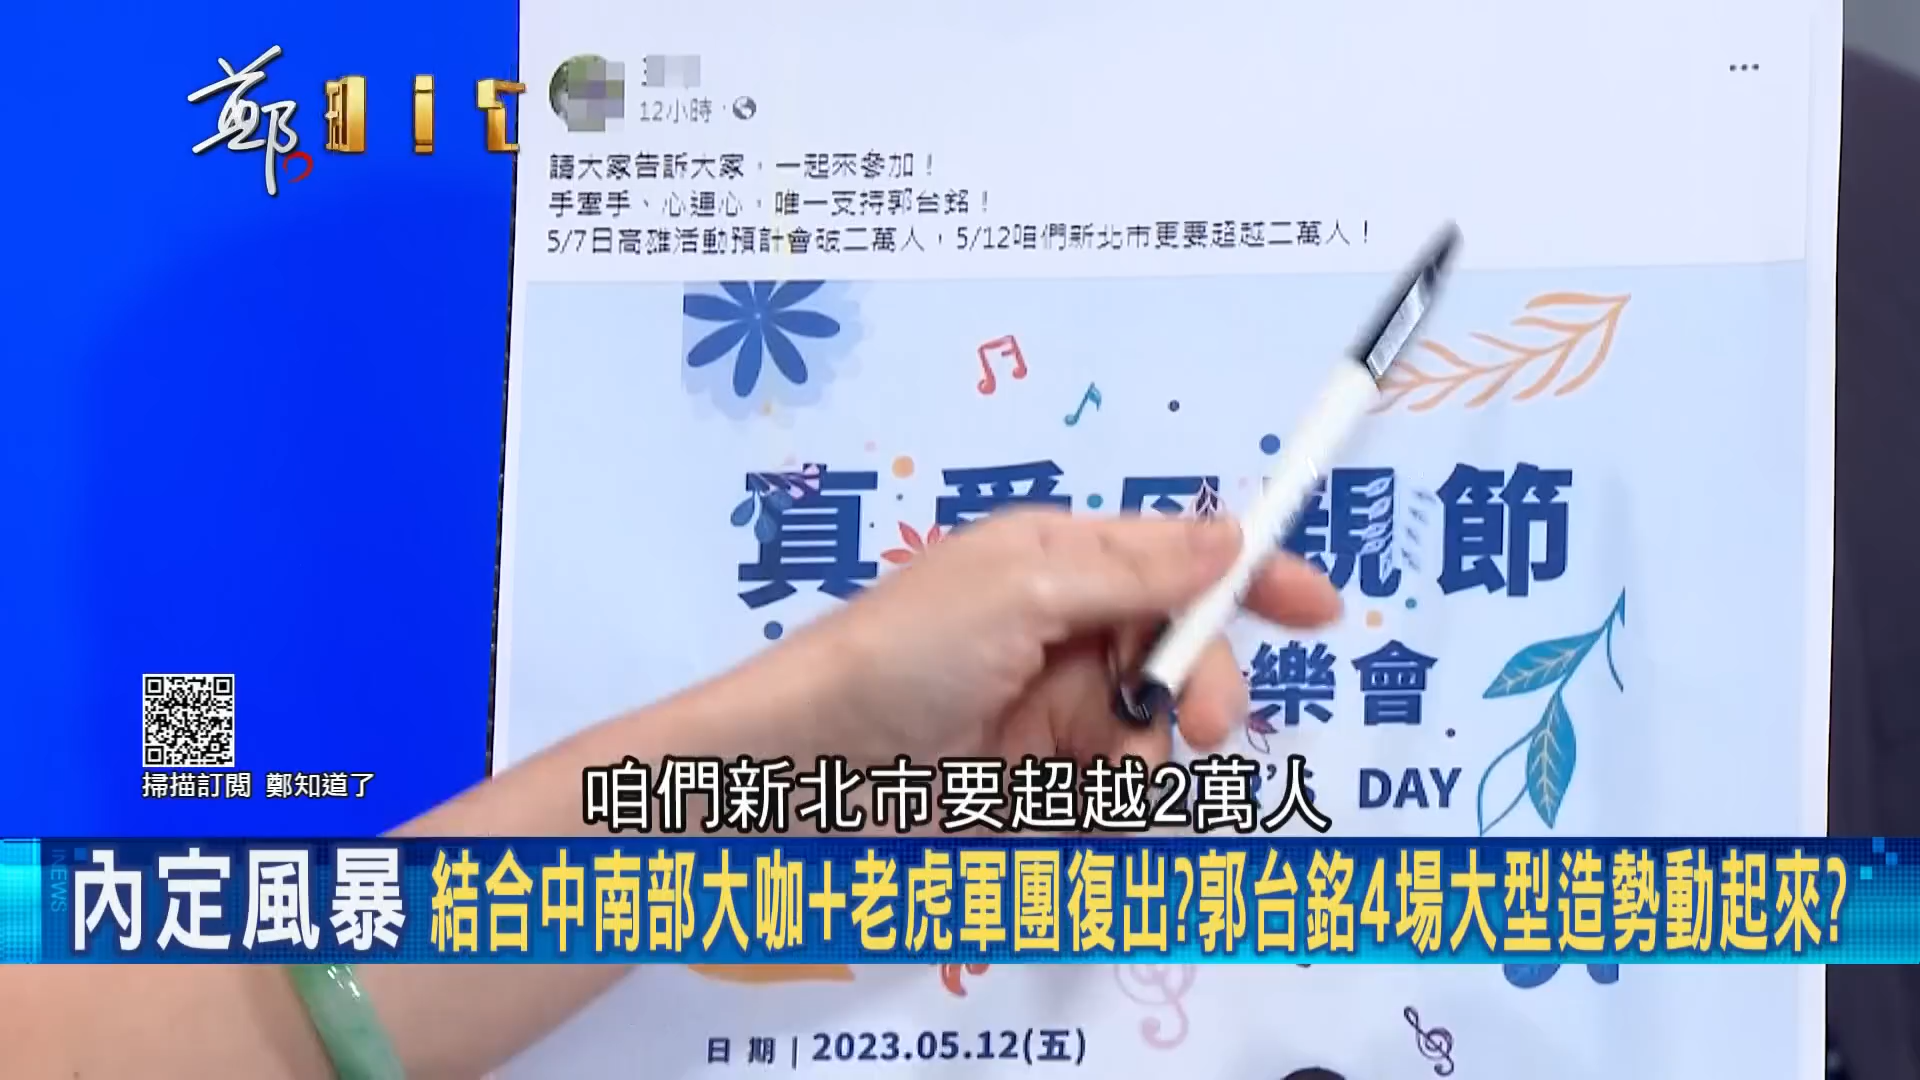 鄭
12小時
請大家告訴大家，一起來參加！
手牽手、心連心，唯一支持郭台銘！
5/7日高雄活動預計會破二萬人，5/12咱們新北市更要超越二萬人！
真愛母親節
樂會
DAY
掃描訂閱 鄭知道了
咱們新北市要超越2萬人
IN NEWS
內定風暴 結合中南部大咖+老虎軍團復出?郭台銘4場大型造勢動起來?
日期 | 2023.05.12(五)